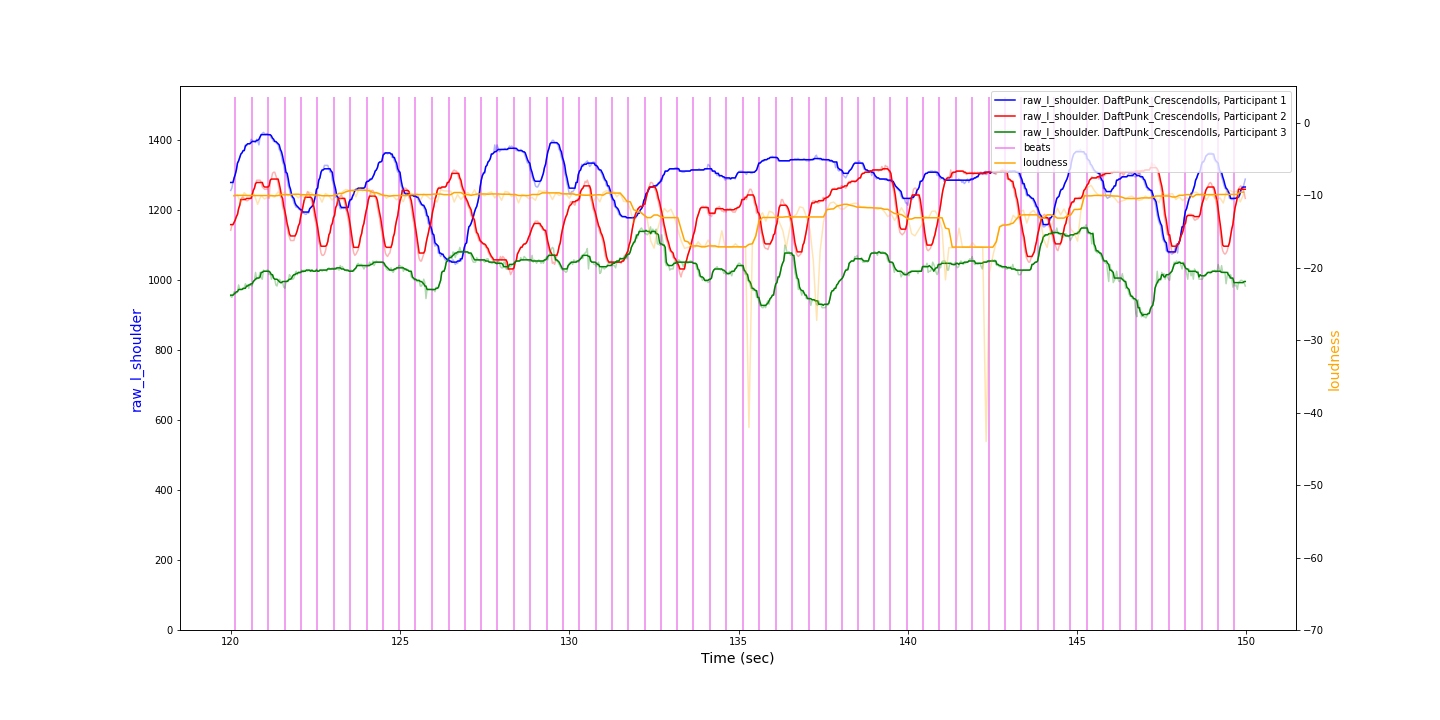 raw_l_shoulder. DaftPunk_Crescendolls, Participant 1
raw_l_shoulder. DaftPunk_Crescendolls, Participant 2
raw_l_shoulder. DaftPunk_Crescendolls, Participant 3
beats
loudness
raw_l_shoulder
1400
1200
1000
800
600
400
200
0
0
−10
−20
−30
−40
−50
−60
−70
loudness
120
125
130
135
140
145
150
Time (sec)